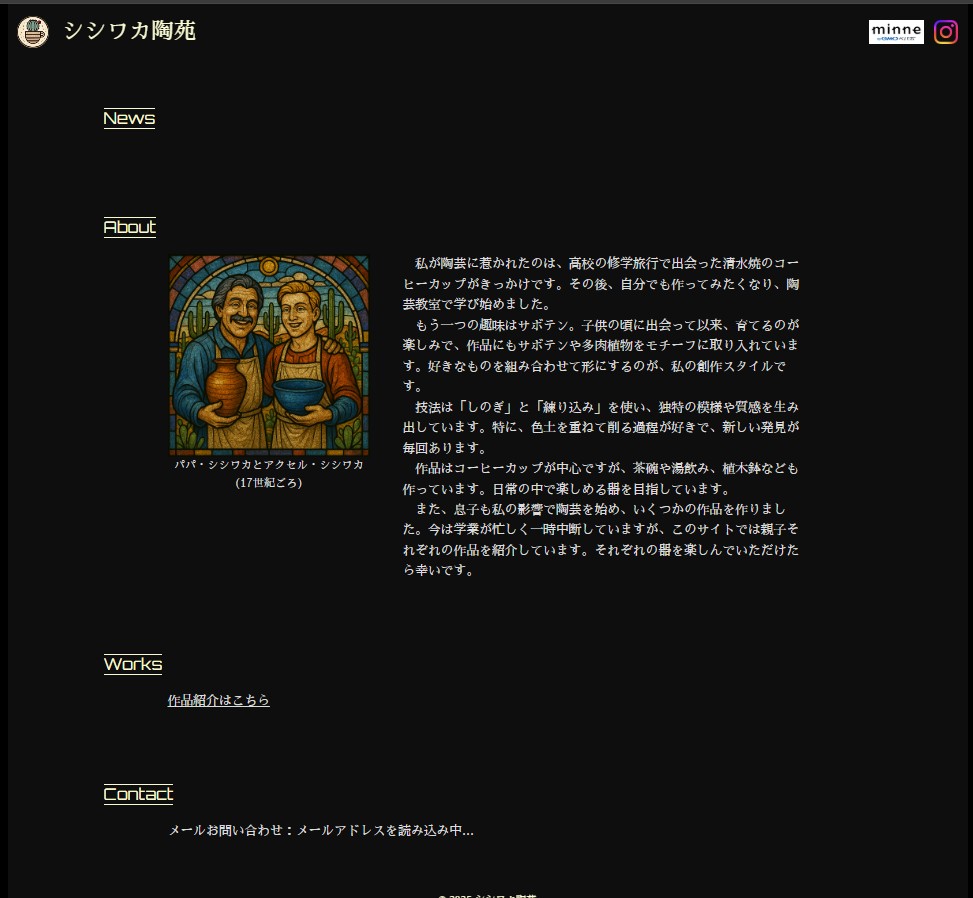 シシワカ陶苑
minne
by GMOペパボ
News
About
私が陶芸に惹かれたのは、高校の修学旅行で出会った清水焼のコー
ヒーカップがきっかけです。その後、自分でも作ってみたくなり、陶
芸教室で学び始めました。
もう一つの趣味はサボテン。子供の頃に出会って以来、育てるのが
楽しみで、作品にもサボテンや多肉植物をモチーフに取り入れていま
す。好きなものを組み合わせて形にするのが、私の創作スタイルで
す。
技法は「しのぎ」と「練り込み」を使い、独特の模様や質感を生み
出しています。特に、色土を重ねて削る過程が好きで、新しい発見が
毎回あります。
作品はコーヒーカップが中心ですが、茶碗や湯飲み、植木鉢なども
作っています。日常の中で楽しめる器を目指しています。
また、息子も私の影響で陶芸を始め、いくつかの作品を作りまし
た。今は学業が忙しく一時中断していますが、このサイトでは親子そ
れぞれの作品を紹介しています。それぞれの器を楽しんでいただけた
ら幸いです。
パパ・シシワカとアクセル・シシワカ
(17世紀ごろ)
Works
作品紹介はこちら
Contact
メールお問い合わせ：メールアドレスを読み込み中...
© 2025 シシワカ陶苑